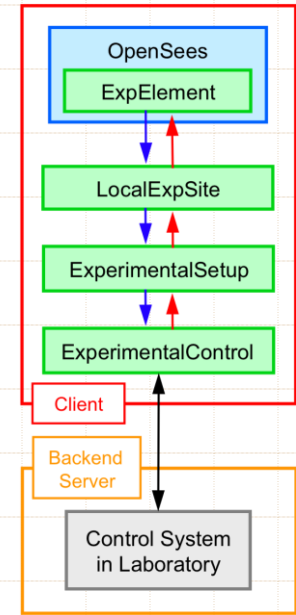 OpenSees
ExpElement
LocalExpSite
ExperimentalSetup
ExperimentalControl
Client
Backend
Server
Control System
in Laboratory